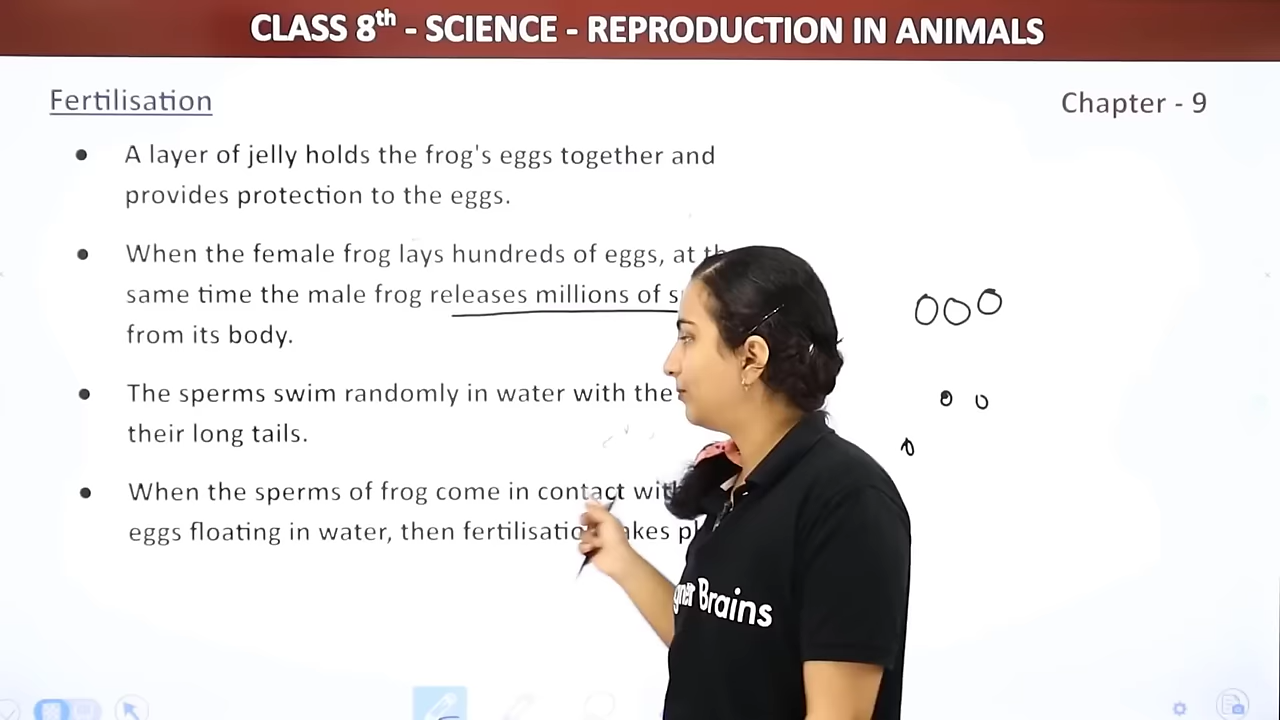 CLASS 8th - SCIENCE - REPRODUCTION IN ANIMALS
Fertilisation
Chapter - 9
● A layer of jelly holds the frog's eggs together and
provides protection to the eggs.
● When the female frog lays hundreds of eggs, at
same time the male frog releases millions of
from its body.
● The sperms swim randomly in water with the
their long tails.
● When the sperms of frog come in contact
eggs floating in water, then
Brains